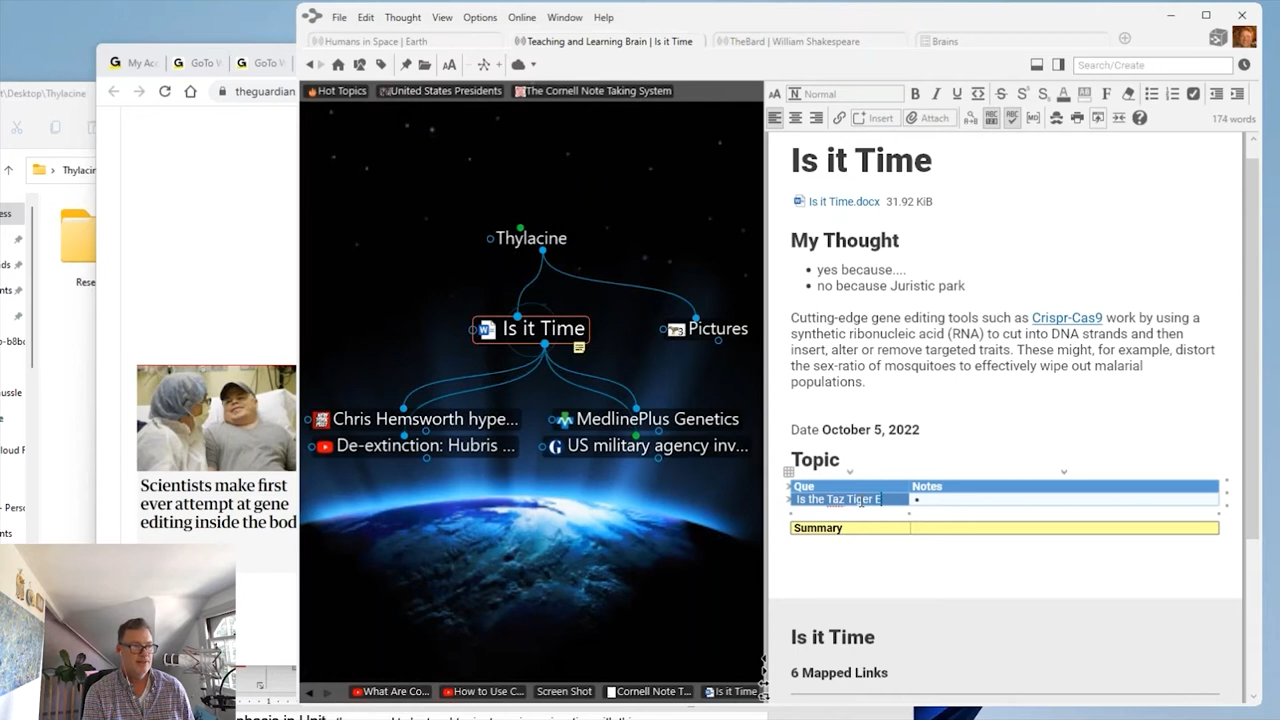 File Edit Thought View Options Online Window Help
Humans in Space | Earth
Teaching and Learning Brain | Is it Time
TheBard | William Shakespeare
Brains
My Ac
GoTo V
GoTo V
theguardian
t\Desktop\Thylacine
Thylacin
Rese
Search/Create
Hot Topics
United States Presidents
The Cornell Note Taking System
Normal
Insert
Attach
174 words
Thylacine
Is it Time
Pictures
Chris Hemsworth hype...
MedlinePlus Genetics
De-extinction: Hubris ...
US military agency inv...
Scientists make first
ever attempt at gene
editing inside the bod
Is it Time
Is it Time.docx 31.92 KiB
My Thought
• yes because....
• no because Juristic park
Cutting-edge gene editing tools such as Crispr-Cas9 work by using a
synthetic ribonucleic acid (RNA) to cut into DNA strands and then
insert, alter or remove targeted traits. These might, for example, distort
the sex-ratio of mosquitoes to effectively wipe out malarial
populations.
Date October 5, 2022
Topic
Que Notes
Is the Taz Tiger E •
Summary
Is it Time
6 Mapped Links
What Are Co...
How to Use C...
Screen Shot
Cornell Note T...
Is it Time